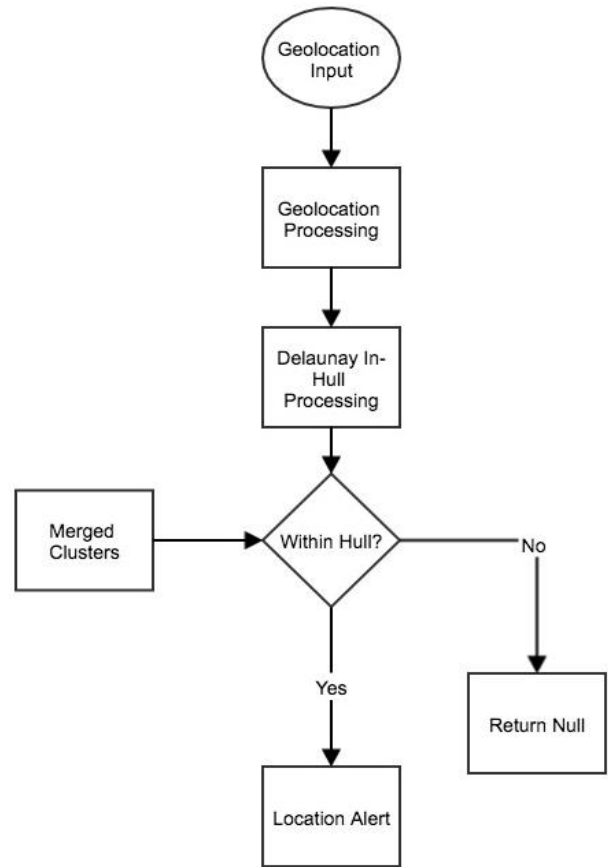 Geolocation
Input
Geolocation
Processing
Delaunay In-
Hull
Processing
Merged
Clusters
Within Hull?
No
Yes
Return Null
Location Alert